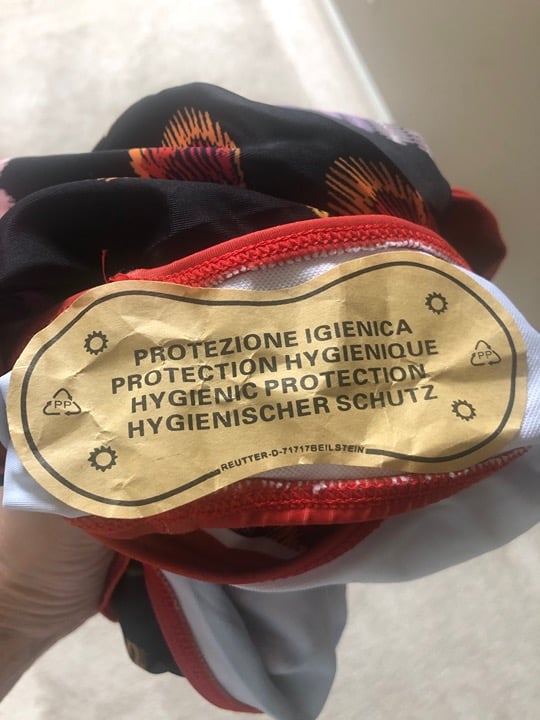 PROTEZIONE IGIENICA
PROTECTION HYGIENIQUE
HYGIENIC PROTECTION
HYGIENISCHER SCHUTZ
PP
PP
REUTTER-D-71717BEILSTEIN